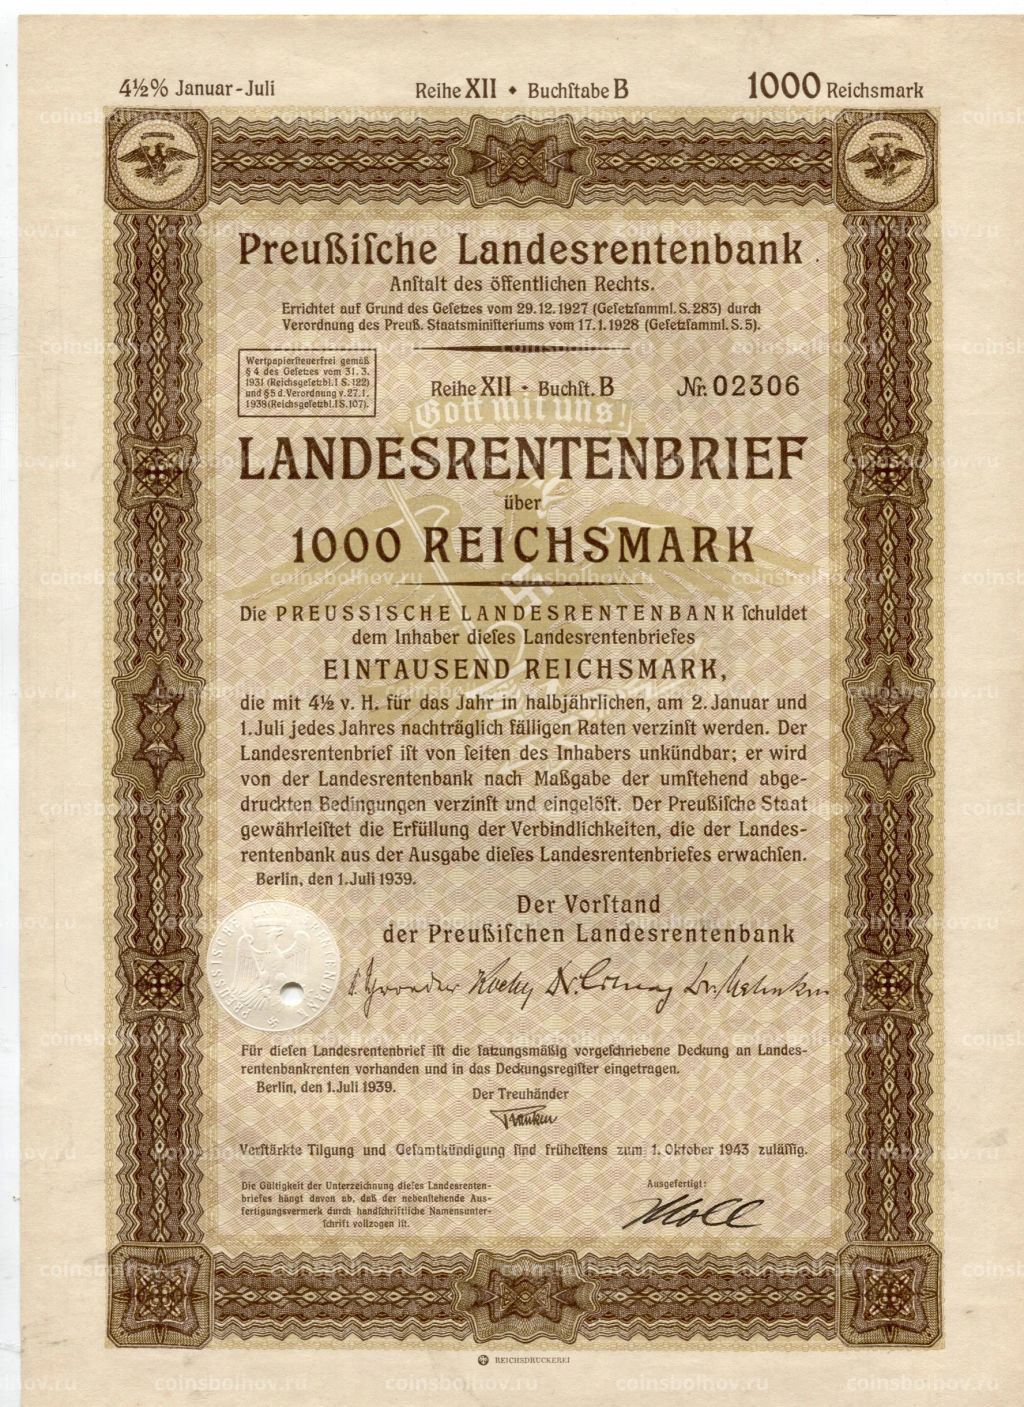 4½% Januar-Juli
Reihe XII ◆ Buchſtabe B
1000 Reichsmark
Preußiſche Landesrentenbank
Anſtalt des öffentlichen Rechts.
Errichtet auf Grund des Geſetzes vom 29.12.1927 (Geſetzſamml. S. 283) durch
Verordnung des Preuß. Staatsminiſteriums vom 17.1.1928 (Geſetzſamml. S. 5).
Wertpapierſteuerfrei gemäß
§ 4 des Geſetzes vom 31. 3.
1931 (Reichsgeſetzbl. I S. 122)
und § 5 d. Verordnung v. 27. 1.
1938 (Reichsgeſetzbl. I S. 107).
Reihe XII • Buchſt. B
Nr. 02306
Gott mit uns!
LANDESRENTENBRIEF
über
1000 REICHSMARK
Die PREUSSISCHE LANDESRENTENBANK ſchuldet
dem Inhaber dieſes Landesrentenbriefes
EINTAUSEND REICHSMARK,
die mit 4½ v. H. für das Jahr in halbjährlichen, am 2. Januar und
1. Juli jedes Jahres nachträglich fälligen Raten verzinſt werden. Der
Landesrentenbrief iſt von ſeiten des Inhabers unkündbar; er wird
von der Landesrentenbank nach Maßgabe der umſtehend abge-
druckten Bedingungen verzinſt und eingelöſt. Der Preußiſche Staat
gewährleiſtet die Erfüllung der Verbindlichkeiten, die der Landes-
rentenbank aus der Ausgabe dieſes Landesrentenbriefes erwachſen.
Berlin, den 1. Juli 1939.
Der Vorſtand
der Preußiſchen Landesrentenbank
PREUSSISCHE LANDESRENTENBANK
Für dieſen Landesrentenbrief iſt die ſatzungsmäßig vorgeſchriebene Deckung an Landes-
rentenbankrenten vorhanden und in das Deckungsregiſter eingetragen.
Berlin, den 1. Juli 1939.
Der Treuhänder
Verſtärkte Tilgung und Geſamtkündigung ſind früheſtens zum 1. Oktober 1943 zuläſſig.
Die Gültigkeit der Unterzeichnung dieſes Landesrenten-
briefes hängt davon ab, daß der nebenſtehende Aus-
fertigungsvermerk durch handſchriftliche Namensunter-
ſchrift vollzogen iſt.
Ausgefertigt:
Moll
REICHSDRUCKEREI
coinsbolhov.ru